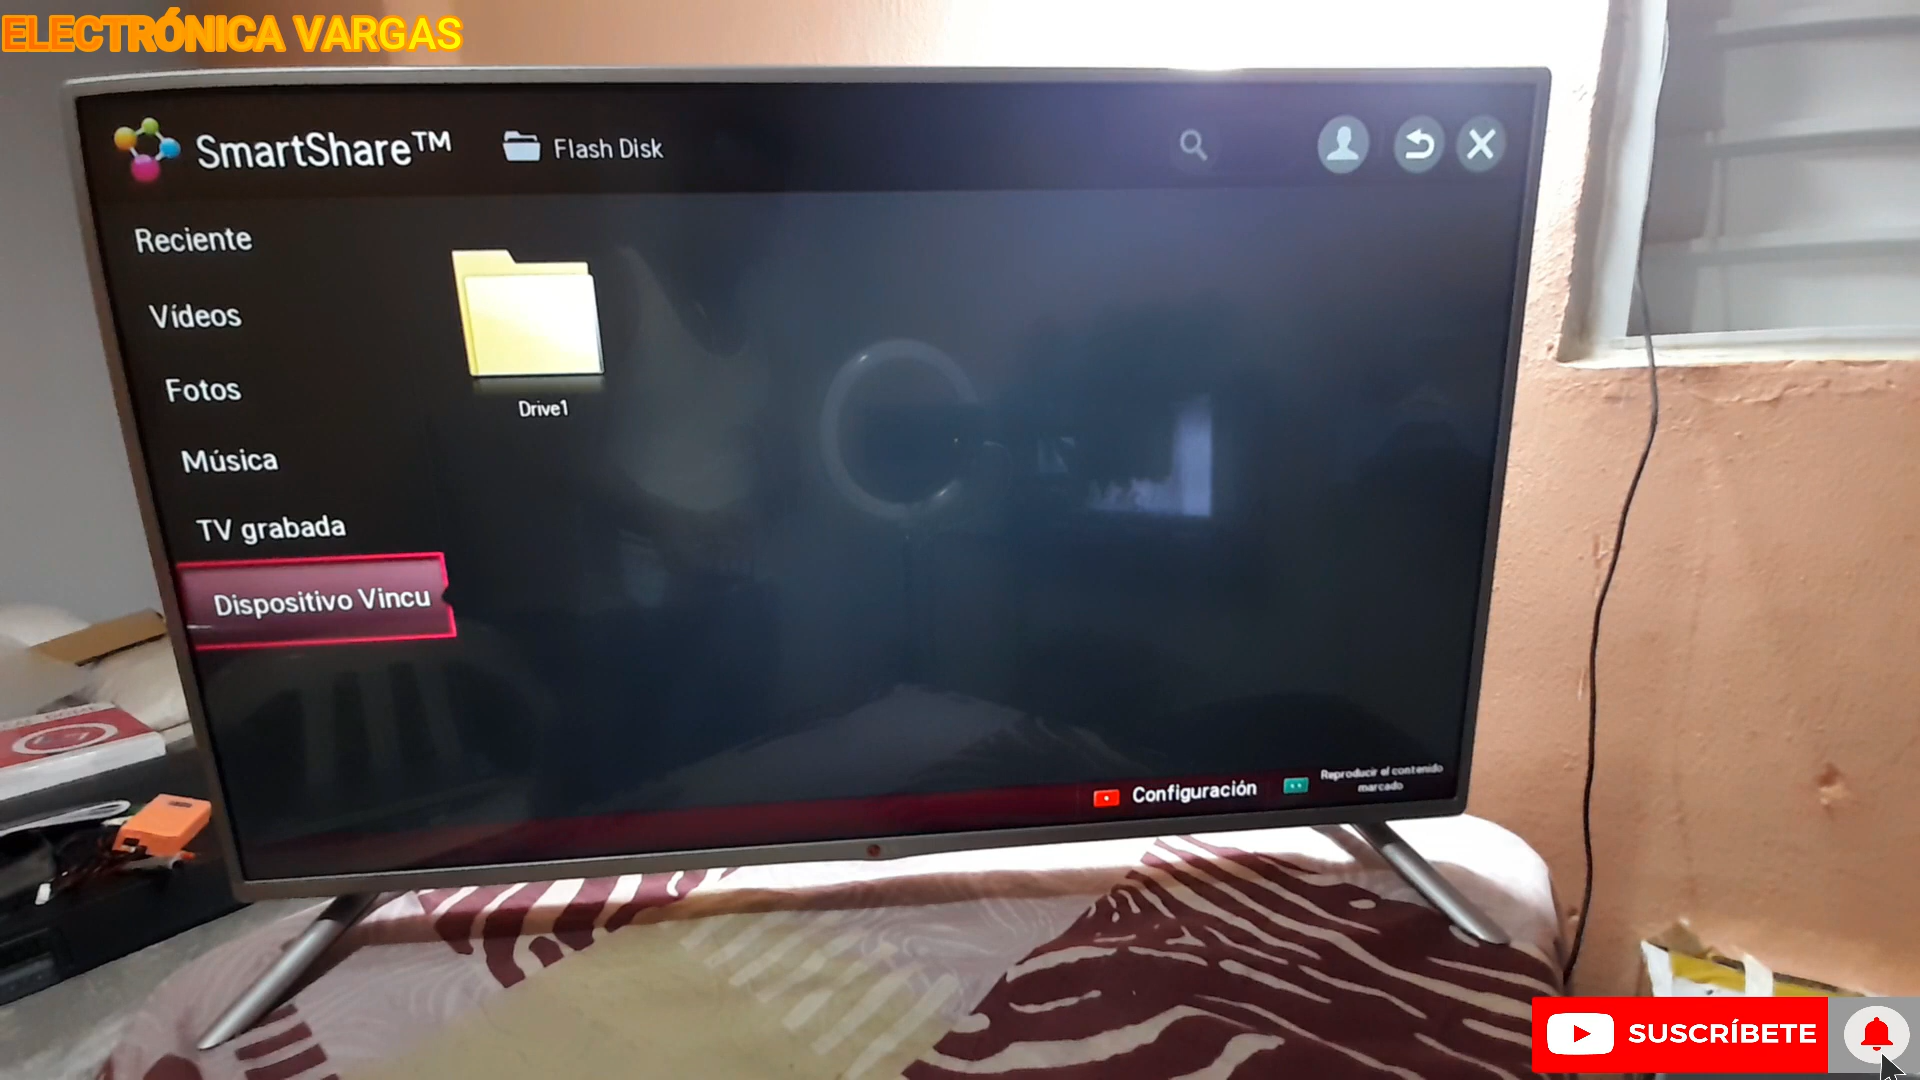 ELECTRÓNICA VARGAS
SmartShare™
Flash Disk
Reciente
Vídeos
Fotos
Música
TV grabada
Dispositivo Vincu
Drive1
Configuración
Reproducir el contenido
marcado
SUSCRÍBETE